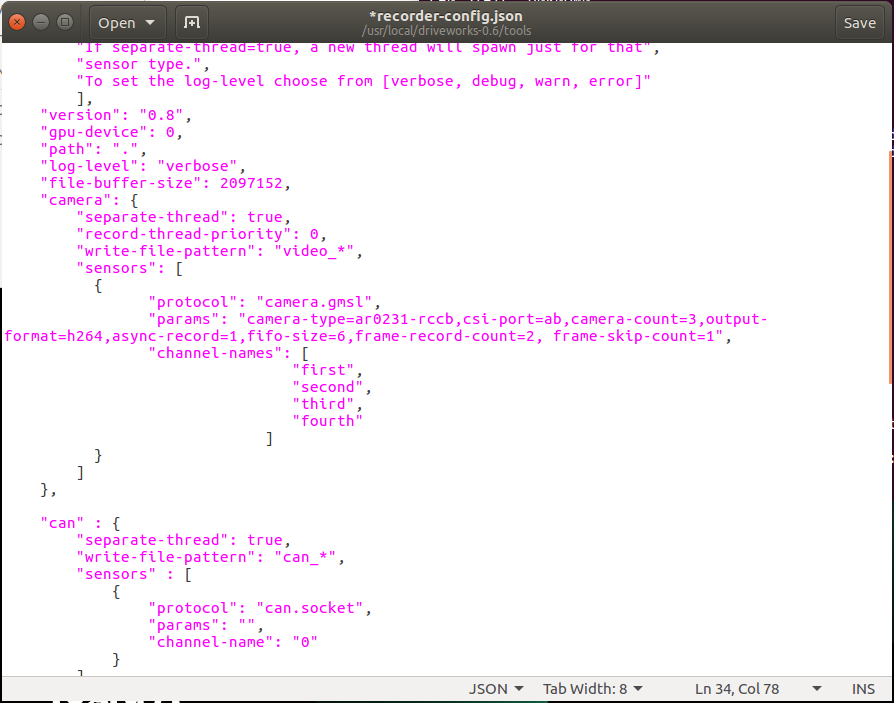 Open
*recorder-config.json
/usr/local/driveworks-0.6/tools
Save
"If separate-thread=true, a new thread will spawn just for that",
"sensor type.",
"To set the log-level choose from [verbose, debug, warn, error]"
],
"version": "0.8",
"gpu-device": 0,
"path": ".",
"log-level": "verbose",
"file-buffer-size": 2097152,
"camera": {
"separate-thread": true,
"record-thread-priority": 0,
"write-file-pattern": "video_*",
"sensors": [
{
"protocol": "camera.gmsl",
"params": "camera-type=ar0231-rccb,csi-port=ab,camera-count=3,output-
format=h264,async-record=1,fifo-size=6,frame-record-count=2, frame-skip-count=1",
"channel-names": [
"first",
"second",
"third",
"fourth"
]
}
]
},
"can" : {
"separate-thread": true,
"write-file-pattern": "can_*",
"sensors" : [
{
"protocol": "can.socket",
"params": "",
"channel-name": "0"
}
]
JSON
Tab Width: 8
Ln 34, Col 78
INS